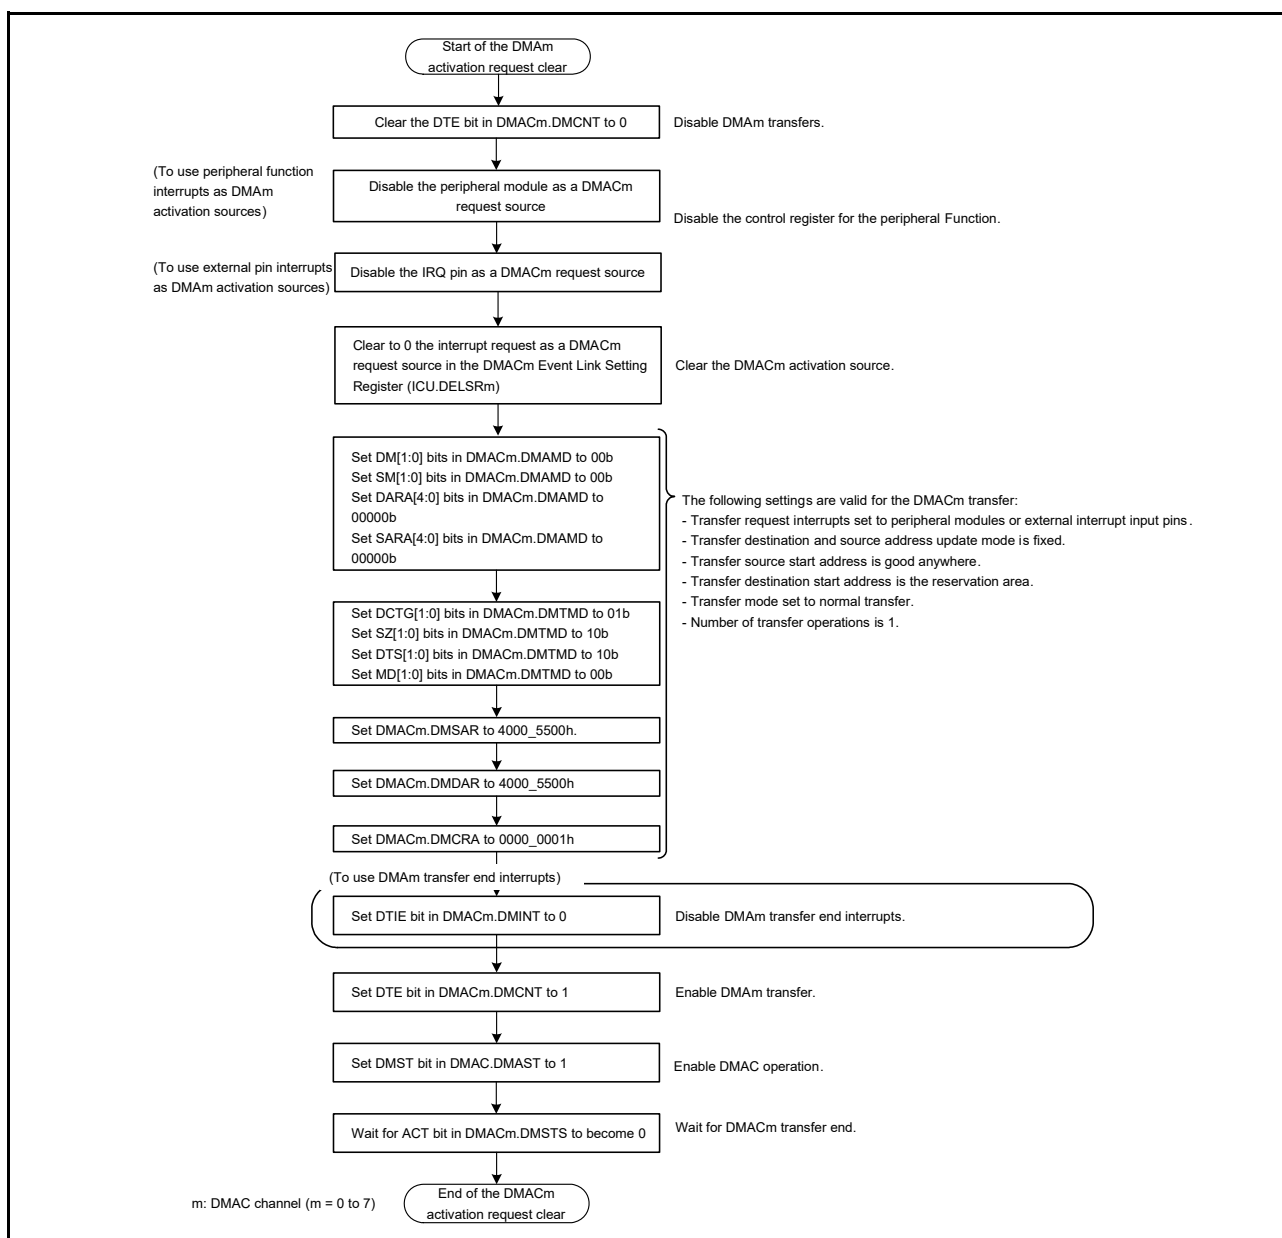 Start of the DMAm
activation request clear
Clear the DTE bit in DMACm.DMCNT to 0
Disable DMAm transfers.
(To use peripheral function
interrupts as DMAm
activation sources)
Disable the peripheral module as a DMACm
request source
Disable the control register for the peripheral Function.
(To use external pin interrupts
as DMAm activation sources)
Disable the IRQ pin as a DMACm request source
Clear to 0 the interrupt request as a DMACm
request source in the DMACm Event Link Setting
Register (ICU.DELSRm)
Clear the DMACm activation source.
Set DM[1:0] bits in DMACm.DMAMD to 00b
Set SM[1:0] bits in DMACm.DMAMD to 00b
Set DARA[4:0] bits in DMACm.DMAMD to
00000b
Set SARA[4:0] bits in DMACm.DMAMD to
00000b
The following settings are valid for the DMACm transfer:
- Transfer request interrupts set to peripheral modules or external interrupt input pins.
- Transfer destination and source address update mode is fixed.
- Transfer source start address is good anywhere.
- Transfer destination start address is the reservation area.
- Transfer mode set to normal transfer.
- Number of transfer operations is 1.
Set DCTG[1:0] bits in DMACm.DMTMD to 01b
Set SZ[1:0] bits in DMACm.DMTMD to 10b
Set DTS[1:0] bits in DMACm.DMTMD to 10b
Set MD[1:0] bits in DMACm.DMTMD to 00b
Set DMACm.DMSAR to 4000_5500h.
Set DMACm.DMDAR to 4000_5500h
Set DMACm.DMCRA to 0000_0001h
(To use DMAm transfer end interrupts)
Set DTIE bit in DMACm.DMINT to 0
Disable DMAm transfer end interrupts.
Set DTE bit in DMACm.DMCNT to 1
Enable DMAm transfer.
Set DMST bit in DMAC.DMAST to 1
Enable DMAC operation.
Wait for ACT bit in DMACm.DMSTS to become 0
Wait for DMACm transfer end.
m: DMAC channel (m = 0 to 7)
End of the DMACm
activation request clear